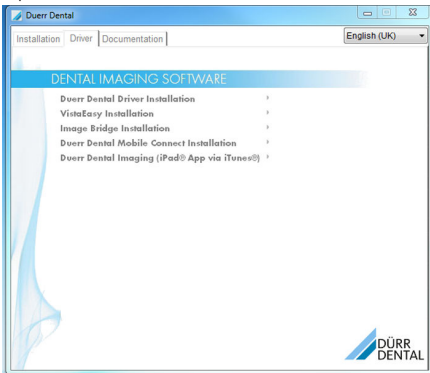 Duerr Dental
Installation Driver Documentation English (UK)
DENTAL IMAGING SOFTWARE
Duerr Dental Driver Installation
VistaEasy Installation
Image Bridge Installation
Duerr Dental Mobile Connect Installation
Duerr Dental Imaging (iPad® App via iTunes®)
DÜRR
DENTAL